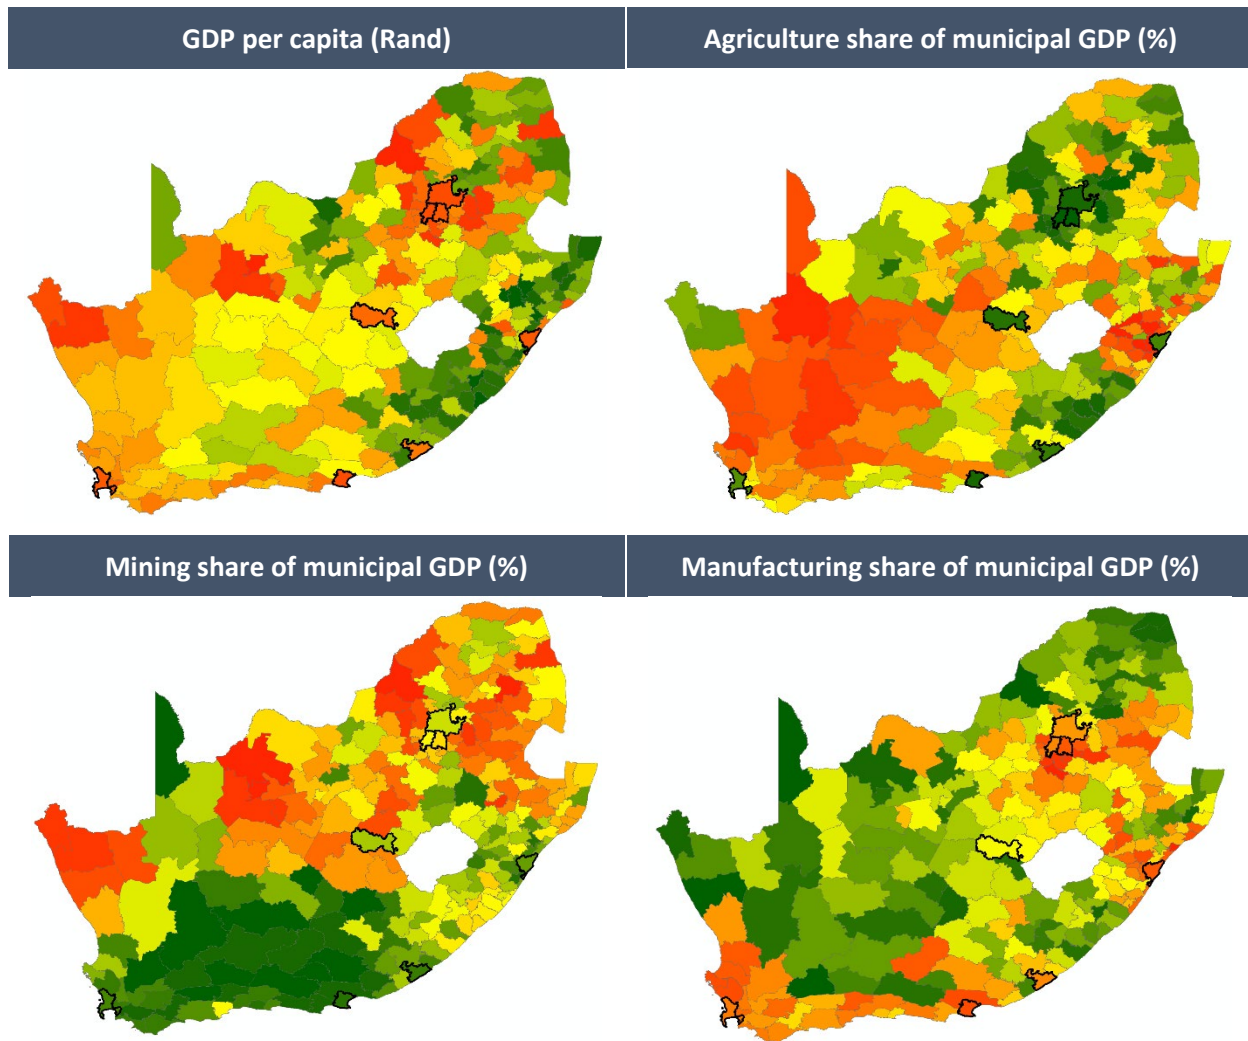 GDP per capita (Rand)
Agriculture share of municipal GDP (%)
Mining share of municipal GDP (%)
Manufacturing share of municipal GDP (%)